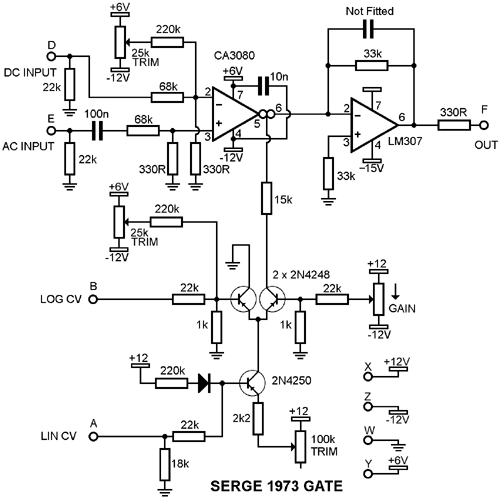 +6V
Not Fitted
D
220k
CA3080
25k
TRIM
+6V
10n
33k
DC INPUT
-12V
68k
2
7
22k
6
2
7
F
E
100n
68k
3
5
6
330R
AC INPUT
4
3
4
LM307
22k
330R
330R
-12V
-15V
OUT
33k
+6V
15k
220k
25k
TRIM
-12V
2 x 2N4248
+12
B
22k
22k
LOG CV
GAIN
1k
1k
-12V
+12
2N4250
X
+12V
220k
Z
+12
-12V
A
22k
2k2
W
LIN CV
100k
TRIM
Y
+6V
18k
SERGE 1973 GATE